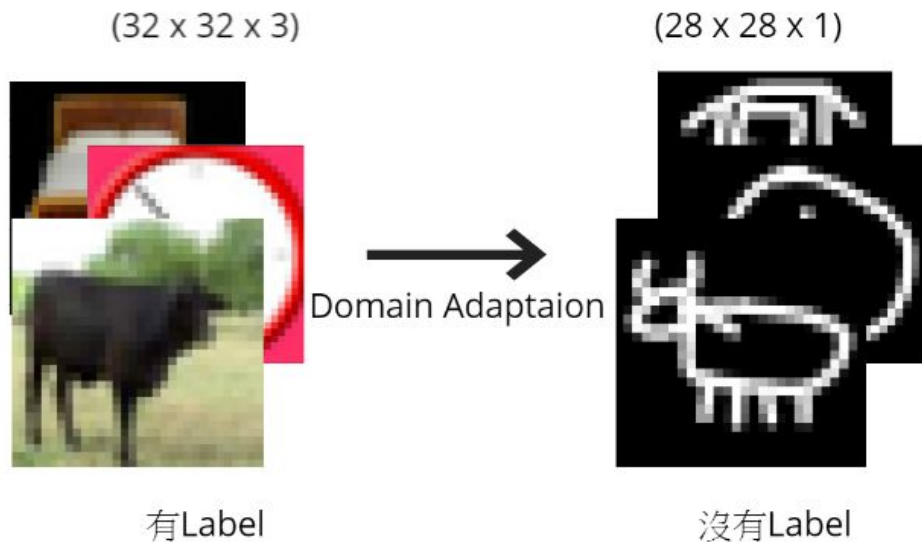 (32 x 32 x 3)
(28 x 28 x 1)
Domain Adaptaion
有Label
沒有Label